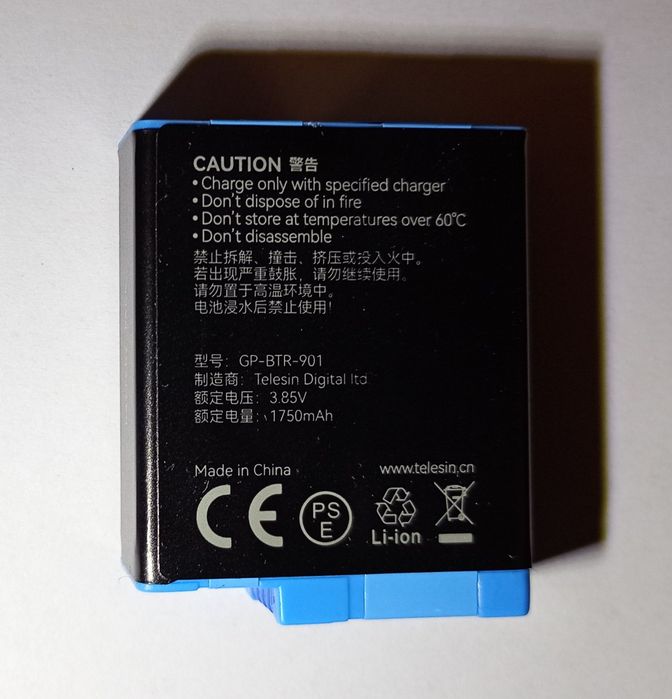 CAUTION 警告
• Charge only with specified charger
• Don't dispose of in fire
• Don't store at temperatures over 60°C
• Don't disassemble
禁止拆解、撞击、挤压或投入火中。
若出现严重鼓胀，请勿继续使用。
请勿置于高温环境中。
电池浸水后禁止使用!
型号: GP-BTR-901
制造商: Telesin Digital ltd
额定电压: 3.85V
额定电量: 1750mAh
Made in China www.telesin.cn
CE PS E
Li-ion